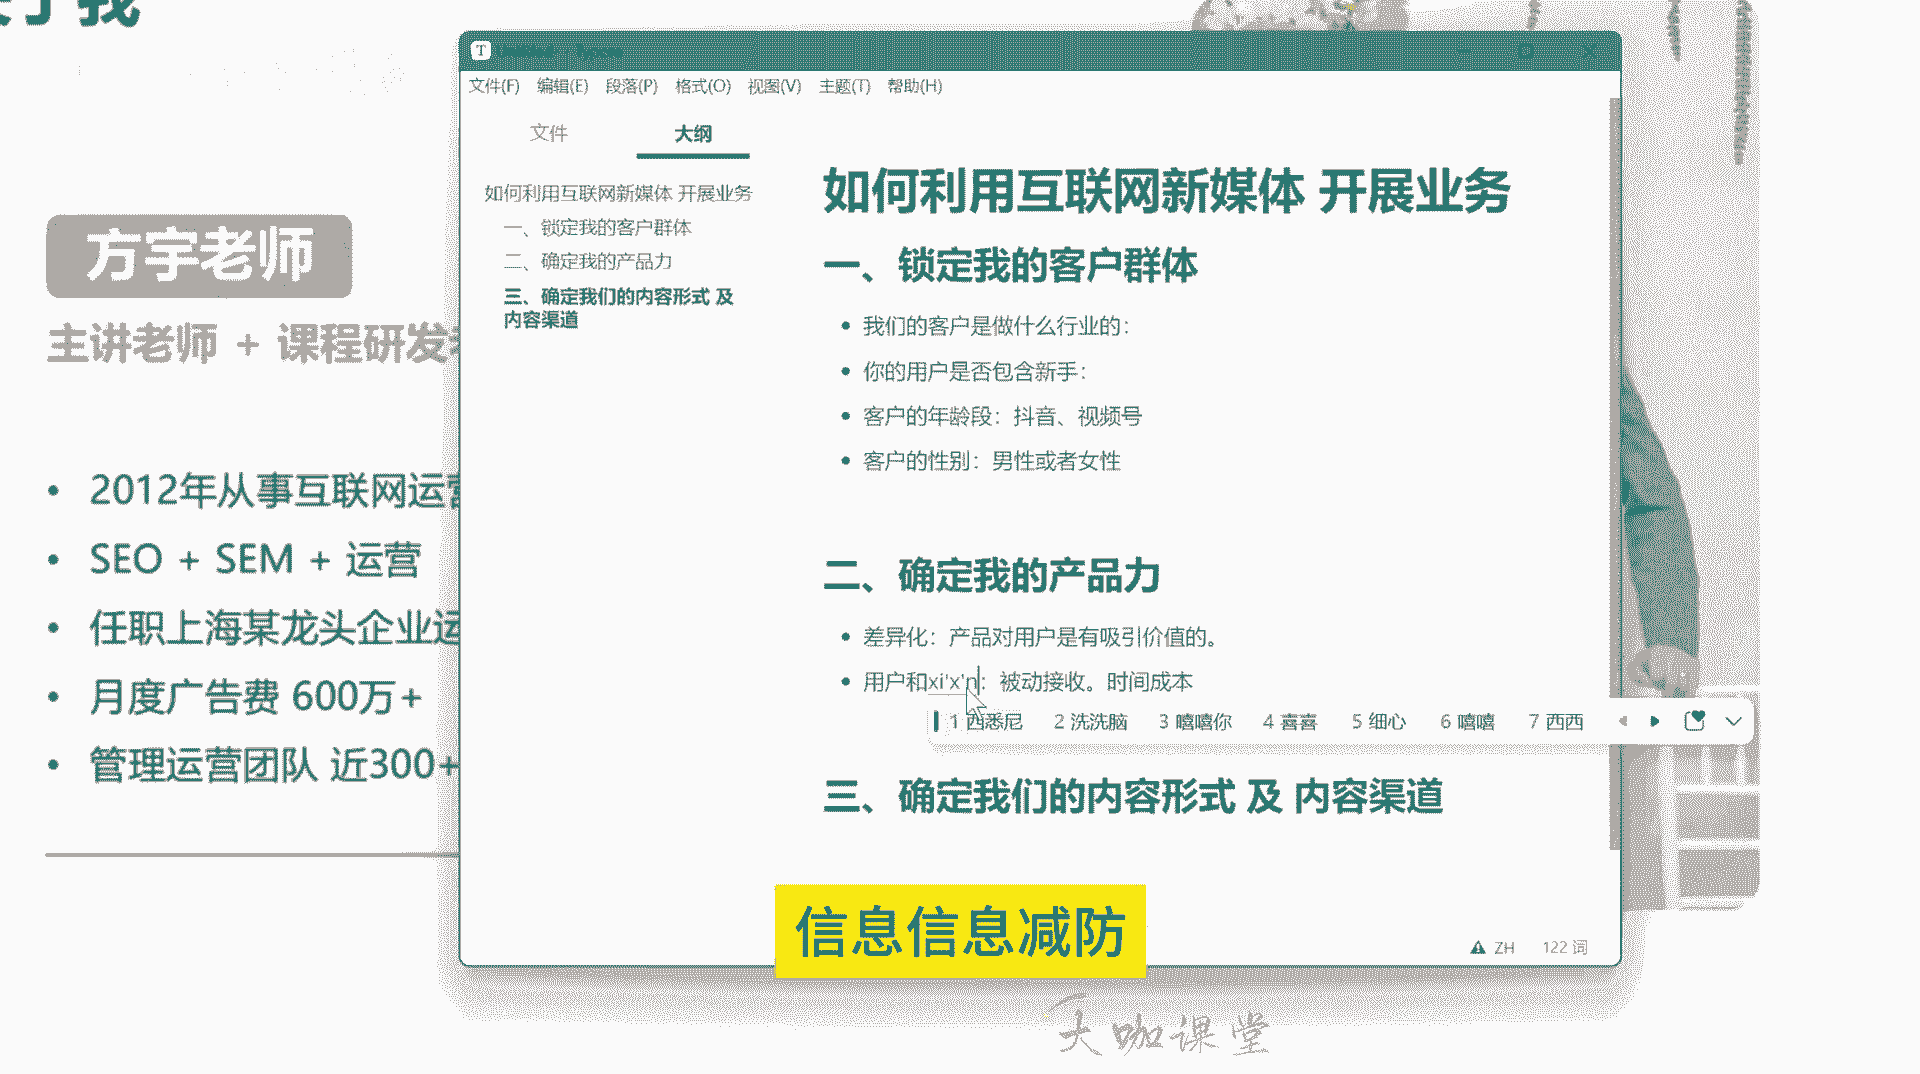 文件(F) 编辑(E) 段落(P) 格式(O) 视图(V) 主题(T) 帮助(H)
文件 大纲
如何利用互联网新媒体 开展业务
一、锁定我的客户群体
二、确定我的产品力
三、确定我们的内容形式 及
内容渠道
如何利用互联网新媒体 开展业务
一、锁定我的客户群体
我们的客户是做什么行业的：
你的用户是否包含新手：
客户的年龄段：抖音、视频号
客户的性别：男性或者女性
二、确定我的产品力
差异化：产品对用户是有吸引价值的。
用户和xi'x'n：被动接收。时间成本
1 西悉尼 2 洗洗脑 3 嘻嘻你 4 喜喜 5 细心 6 嘻嘻 7 西西
三、确定我们的内容形式 及 内容渠道
ZH 122 词
方宇老师
主讲老师 + 课程研发
• 2012年从事互联网运营
• SEO + SEM + 运营
• 任职上海某龙头企业运
• 月度广告费 600万+
• 管理运营团队 近300+
信息信息减防
大咖课堂